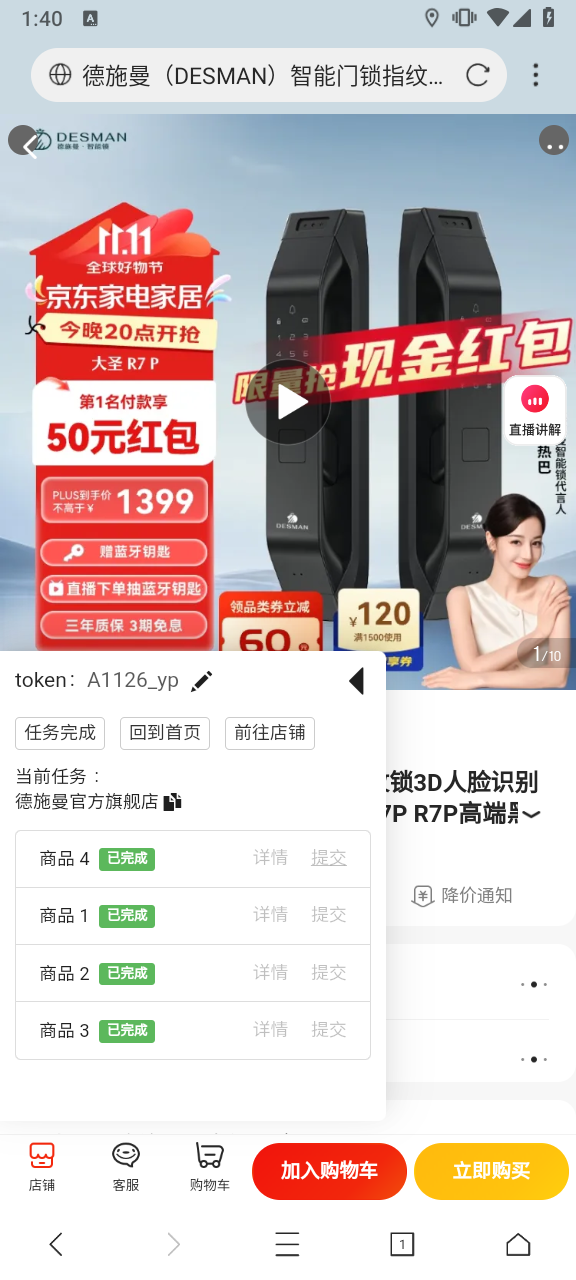 1:40
A
德施曼（DESMAN）智能门锁指纹...
DESMAN
德施曼·智能锁
11.11
全球好物节
京东家电家居
今晚20点开抢
大圣 R7 P
第1名付款享
50元红包
PLUS到手价
不高于¥
1399
赠蓝牙钥匙
直播下单抽蓝牙钥匙
三年质保 3期免息
限量抢现金红包
直播讲解
智能锁代言人
热巴
DESMAN
DESMAN
领品类券立减
60元
¥120
满1500使用
享券
1/10
token： A1126_yp
任务完成
回到首页
前往店铺
当前任务：
德施曼官方旗舰店
锁3D人脸识别
7P R7P高端
降价通知
商品 4 已完成 详情 提交
商品 1 已完成 详情 提交
商品 2 已完成 详情 提交
商品 3 已完成 详情 提交
店铺
客服
购物车
加入购物车
立即购买
1